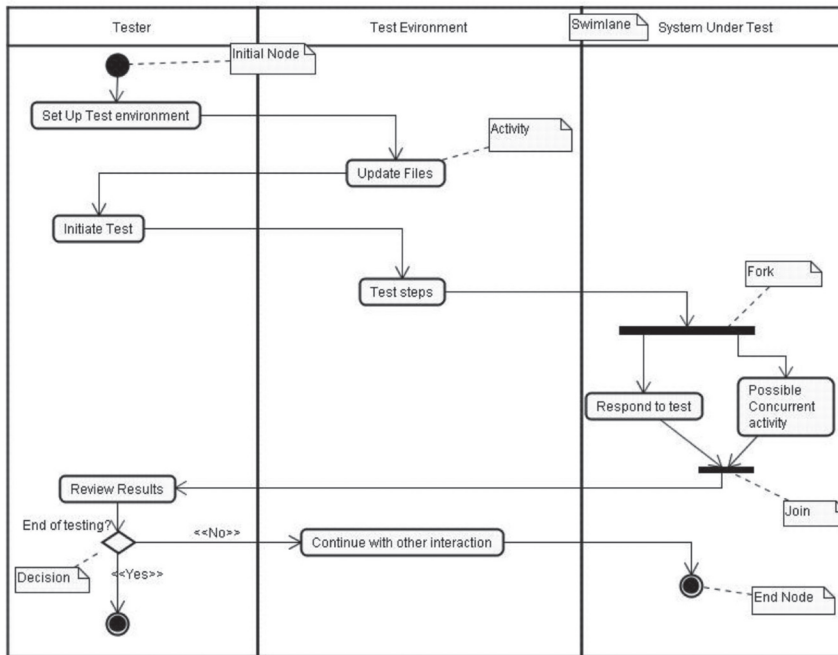 Tester
Test Evironment
Swimlane
System Under Test
Initial Node
Set Up Test environment
Activity
Update Files
Initiate Test
Fork
Test steps
Possible
Concurrent
activity
Respond to test
Review Results
Join
End of testing?
<<No>>
Continue with other interaction
Decision
<<Yes>>
End Node